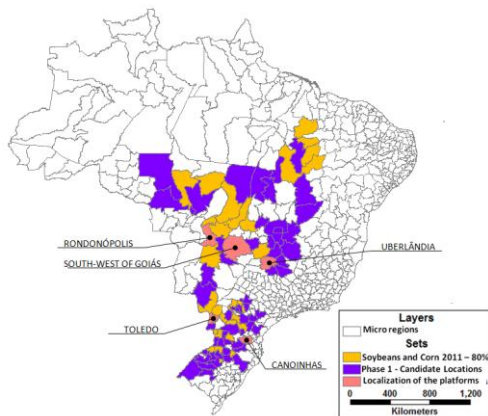 RONDONÓPOLIS
SOUTH-WEST OF GOIÁS
UBERLÂNDIA
TOLEDO
CANOINHAS
Layers
Micro regions
Sets
Soybeans and Corn 2011 – 80%
Phase 1 - Candidate Locations
Localization of the platforms
0 400 800 1,200
Kilometers